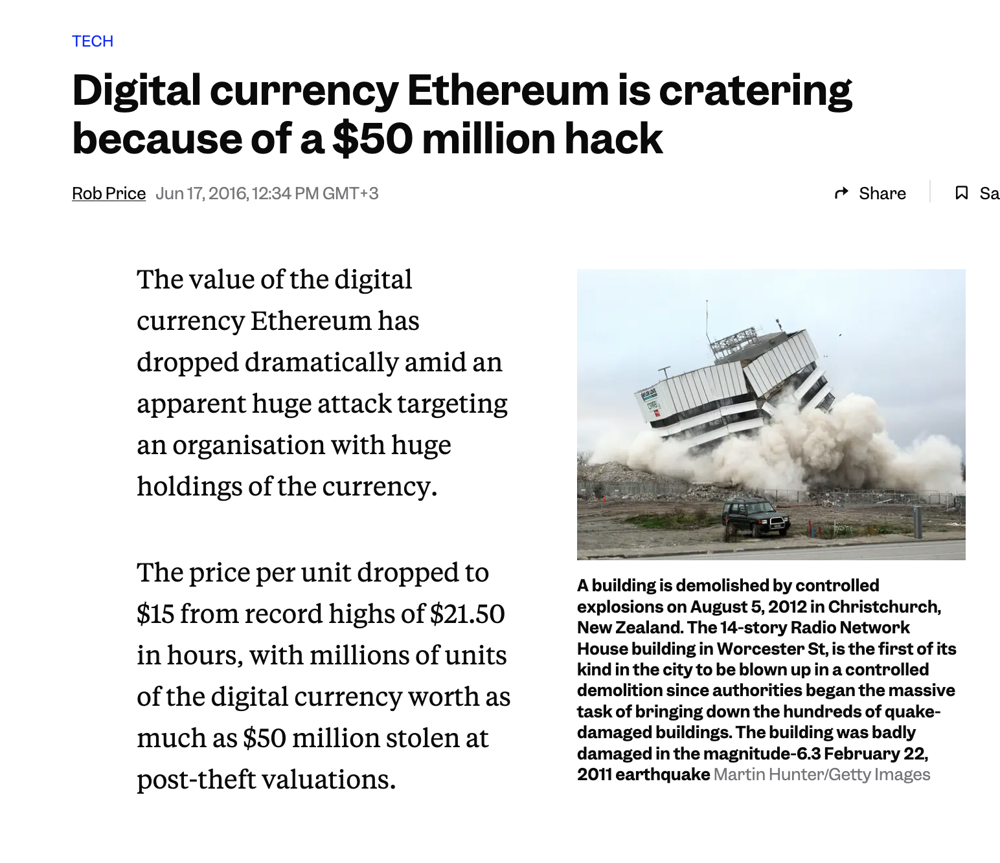 TECH
Digital currency Ethereum is cratering
because of a $50 million hack
Rob Price Jun 17, 2016, 12:34 PM GMT+3
Share
Sa
The value of the digital
currency Ethereum has
dropped dramatically amid an
apparent huge attack targeting
an organisation with huge
holdings of the currency.
The price per unit dropped to
$15 from record highs of $21.50
in hours, with millions of units
of the digital currency worth as
much as $50 million stolen at
post-theft valuations.
A building is demolished by controlled
explosions on August 5, 2012 in Christchurch,
New Zealand. The 14-story Radio Network
House building in Worcester St, is the first of its
kind in the city to be blown up in a controlled
demolition since authorities began the massive
task of bringing down the hundreds of quake-
damaged buildings. The building was badly
damaged in the magnitude-6.3 February 22,
2011 earthquake Martin Hunter/Getty Images